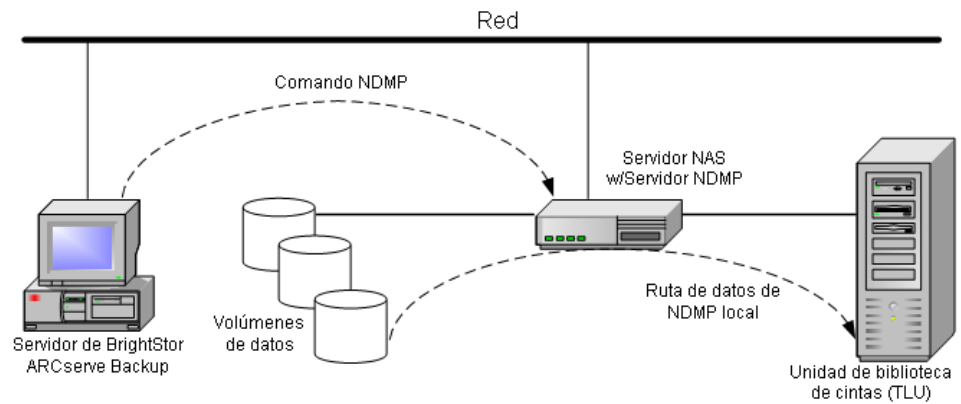 Red
Comando NDMP
Servidor NAS
w/Servidor NDMP
Servidor de BrightStor
ARCserve Backup
Volúmenes
de datos
Ruta de datos de
NDMP local
Unidad de biblioteca
de cintas (TLU)